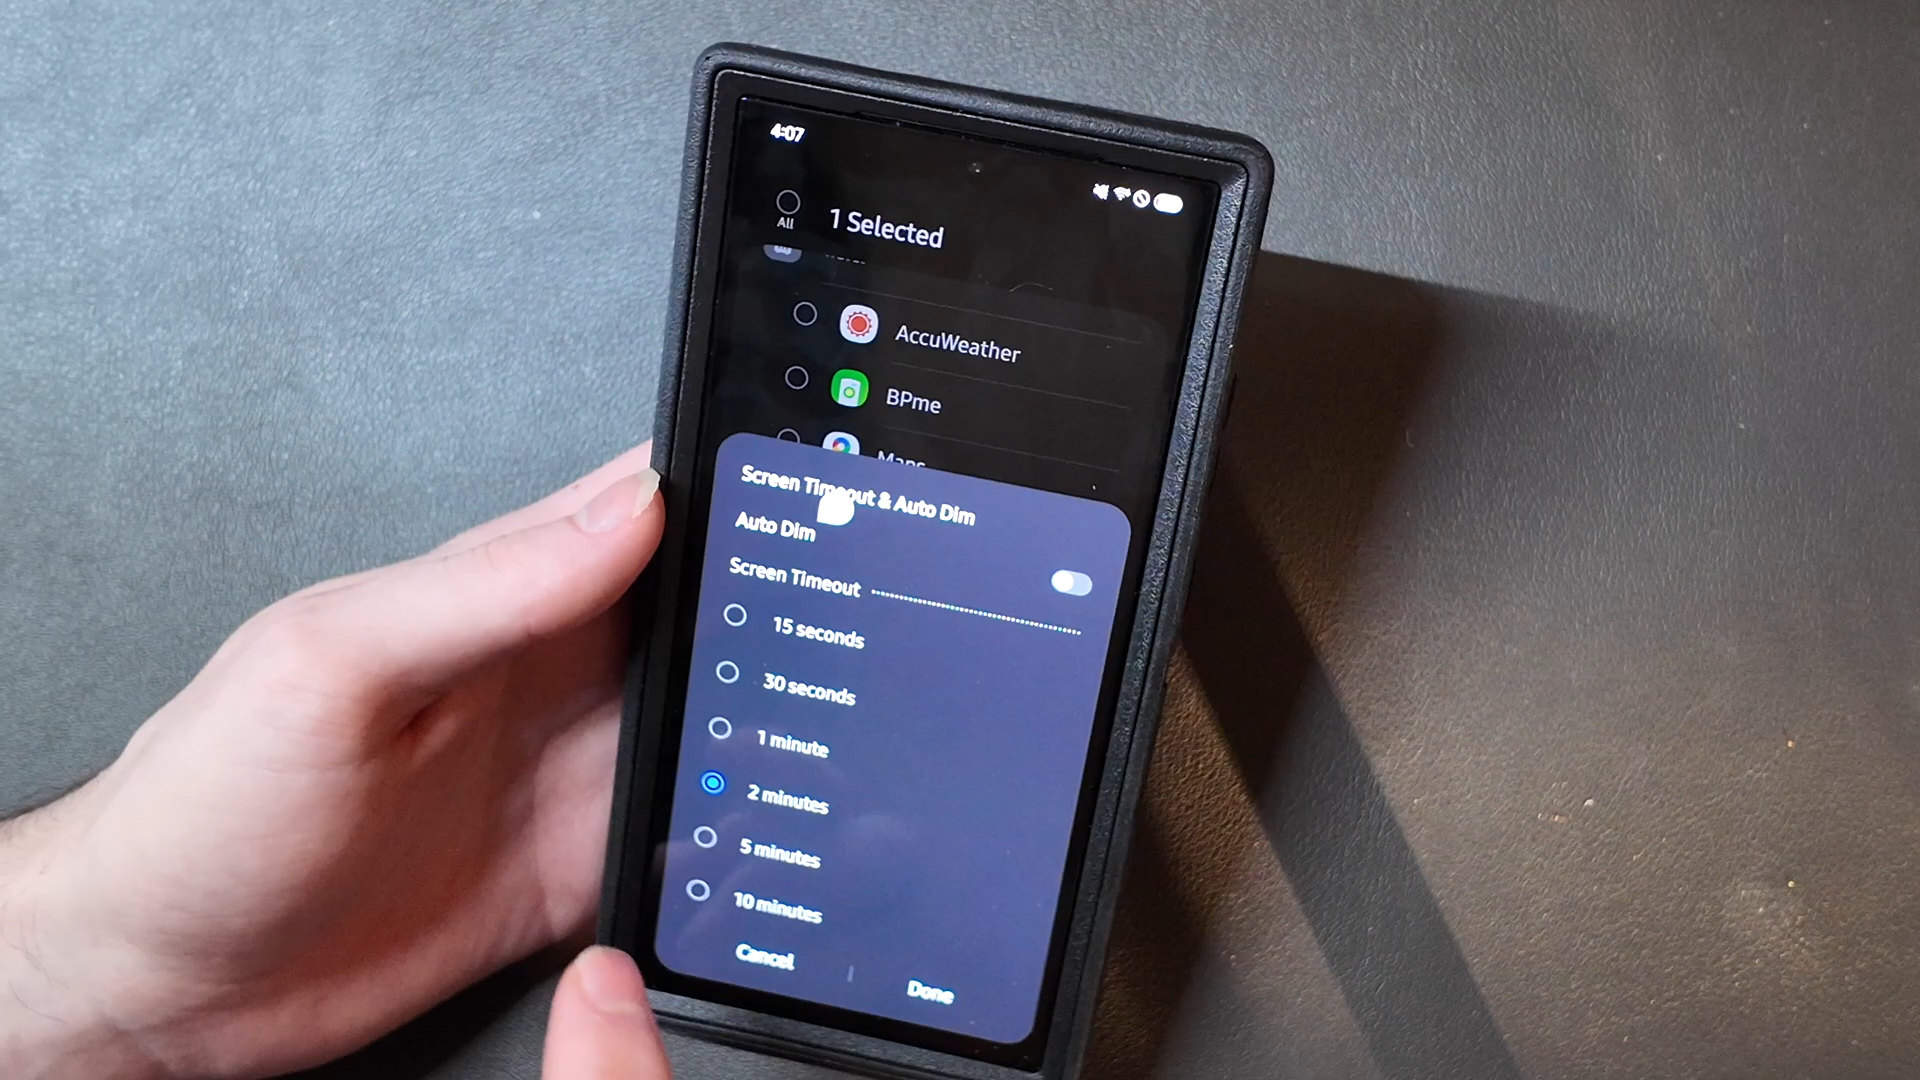 4:07
All
1 Selected
AccuWeather
BPme
Maps
Screen Timeout & Auto Dim
Auto Dim
Screen Timeout
15 seconds
30 seconds
1 minute
2 minutes
5 minutes
10 minutes
Cancel
Done